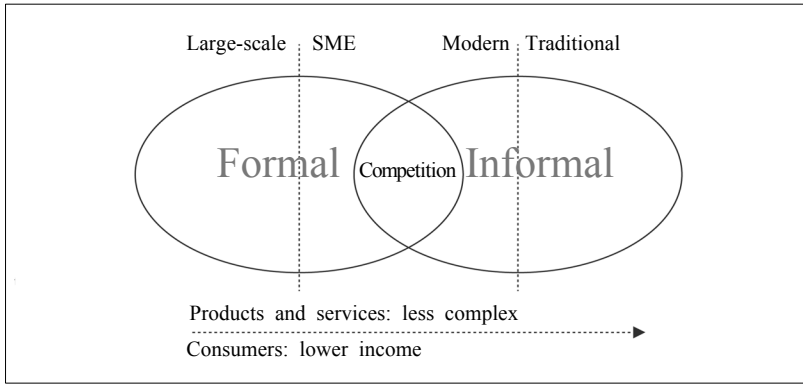 Large-scale SME Modern Traditional
Formal Competition Informal
Products and services: less complex
Consumers: lower income